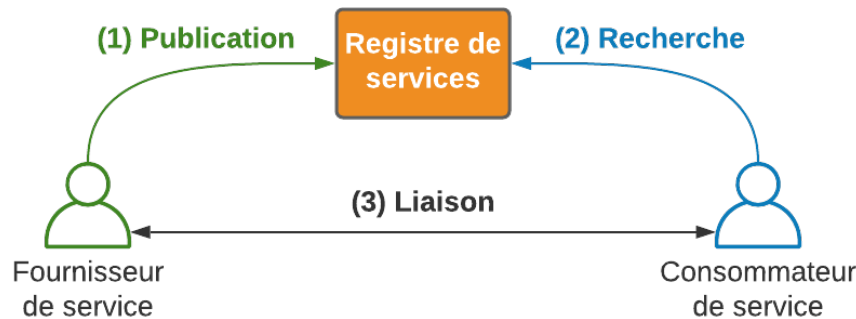 (1) Publication
Registre de
services
(2) Recherche
(3) Liaison
Fournisseur
de service
Consommateur
de service